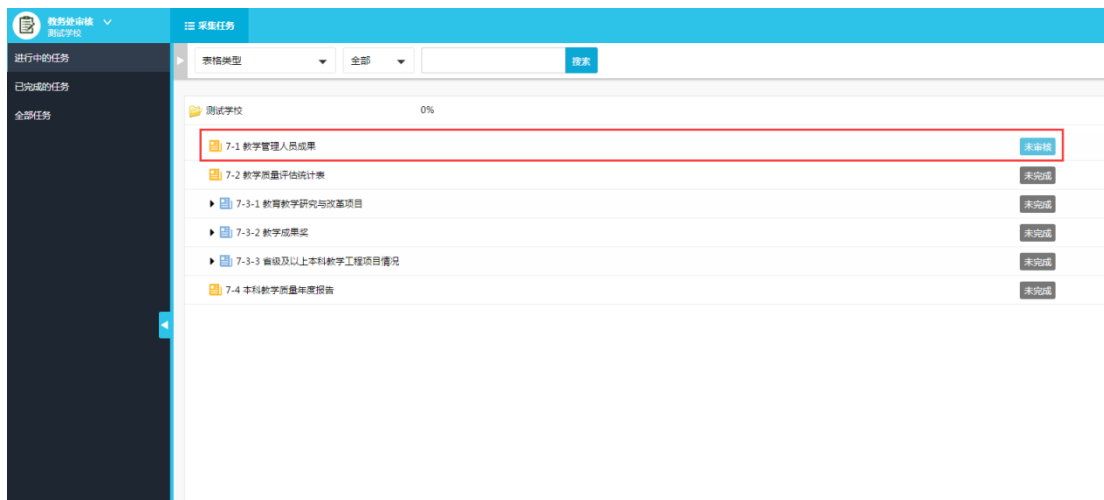 教务处审核
测试学校
采集任务
进行中的任务
已完成的任务
全部任务
表格类型 全部 搜素
测试学校 0%
7-1 教学管理人员成果 未审核
7-2 教学质量评估统计表 未完成
7-3-1 教育教学研究与改革项目 未完成
7-3-2 教学成果奖 未完成
7-3-3 省级及以上本科教学工程项目情况 未完成
7-4 本科教学质量年度报告 未完成